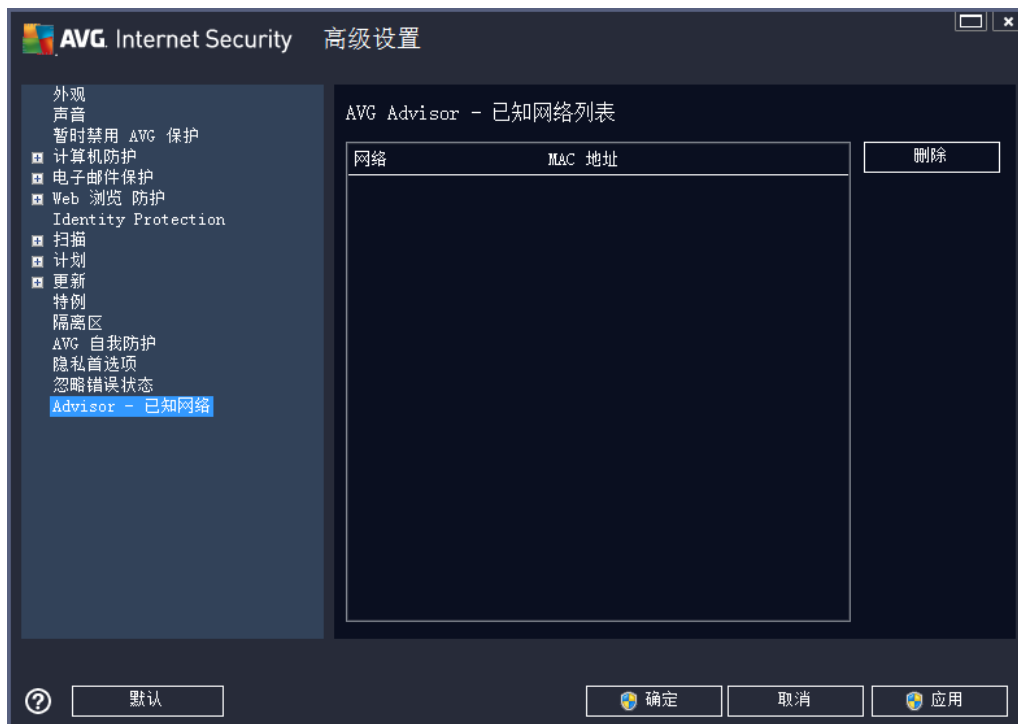 AVG. Internet Security 高级设置
外观
声音
暂时禁用 AVG 保护
计算机防护
电子邮件保护
Web 浏览 防护
Identity Protection
扫描
计划
更新
特例
隔离区
AVG 自我防护
隐私首选项
忽略错误状态
Advisor - 已知网络
AVG Advisor - 已知网络列表
网络 MAC 地址
删除
默认 确定 取消 应用